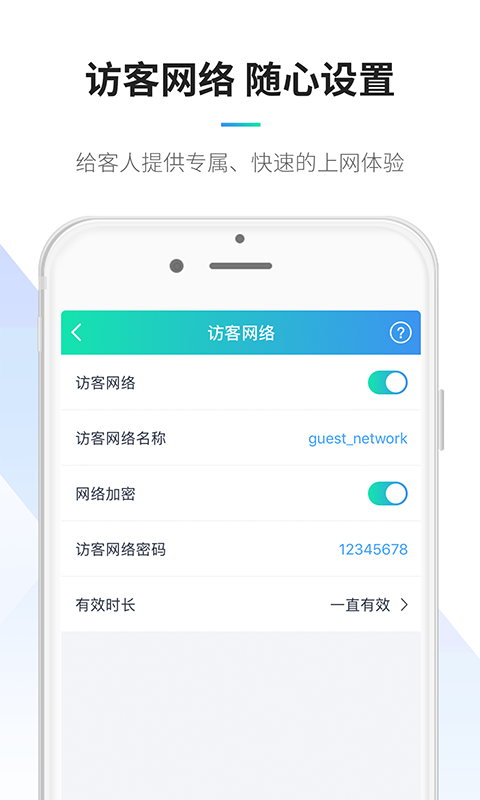 访客网络 随心设置
给客人提供专属、快速的上网体验
访客网络 ?
访客网络
访客网络名称 guest_network
网络加密
访客网络密码 12345678
有效时长 一直有效